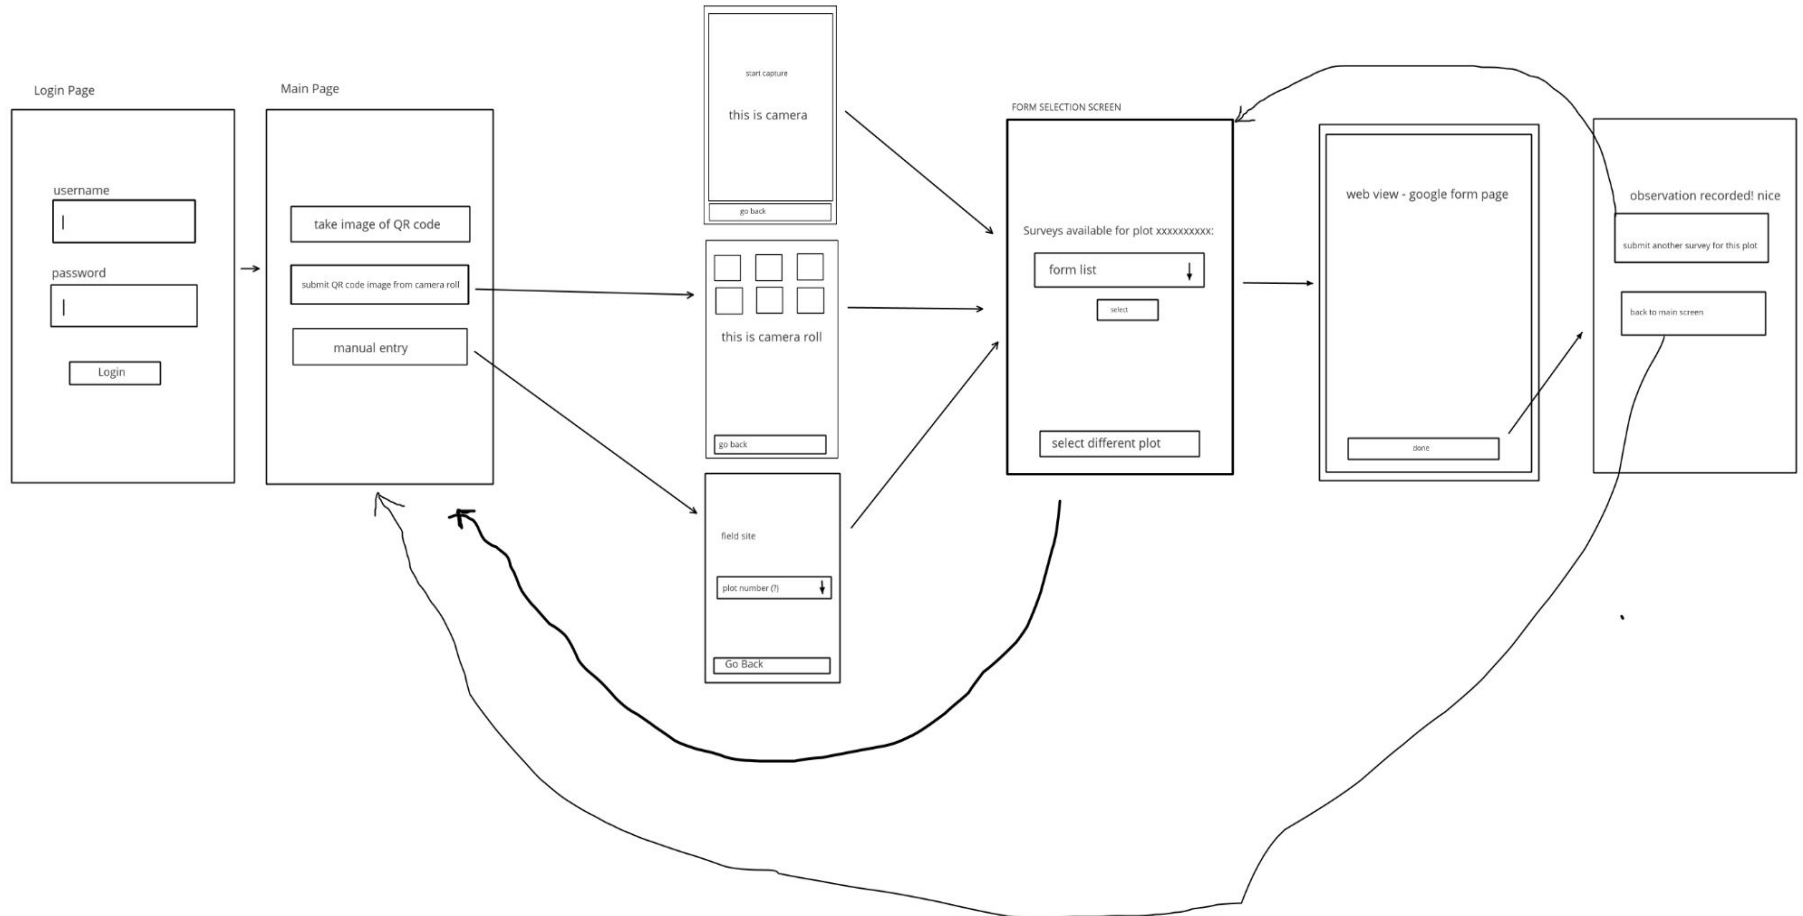 Login Page
username
password
Login
Main Page
take image of QR code
submit QR code image from camera roll
manual entry
start capture
this is camera
go back
this is camera roll
go back
field site
plot number (?)
Go Back
FORM SELECTION SCREEN
Surveys available for plot xxxxxxxxxx:
form list
select
select different plot
web view - google form page
done
observation recorded! nice
submit another survey for this plot
back to main screen